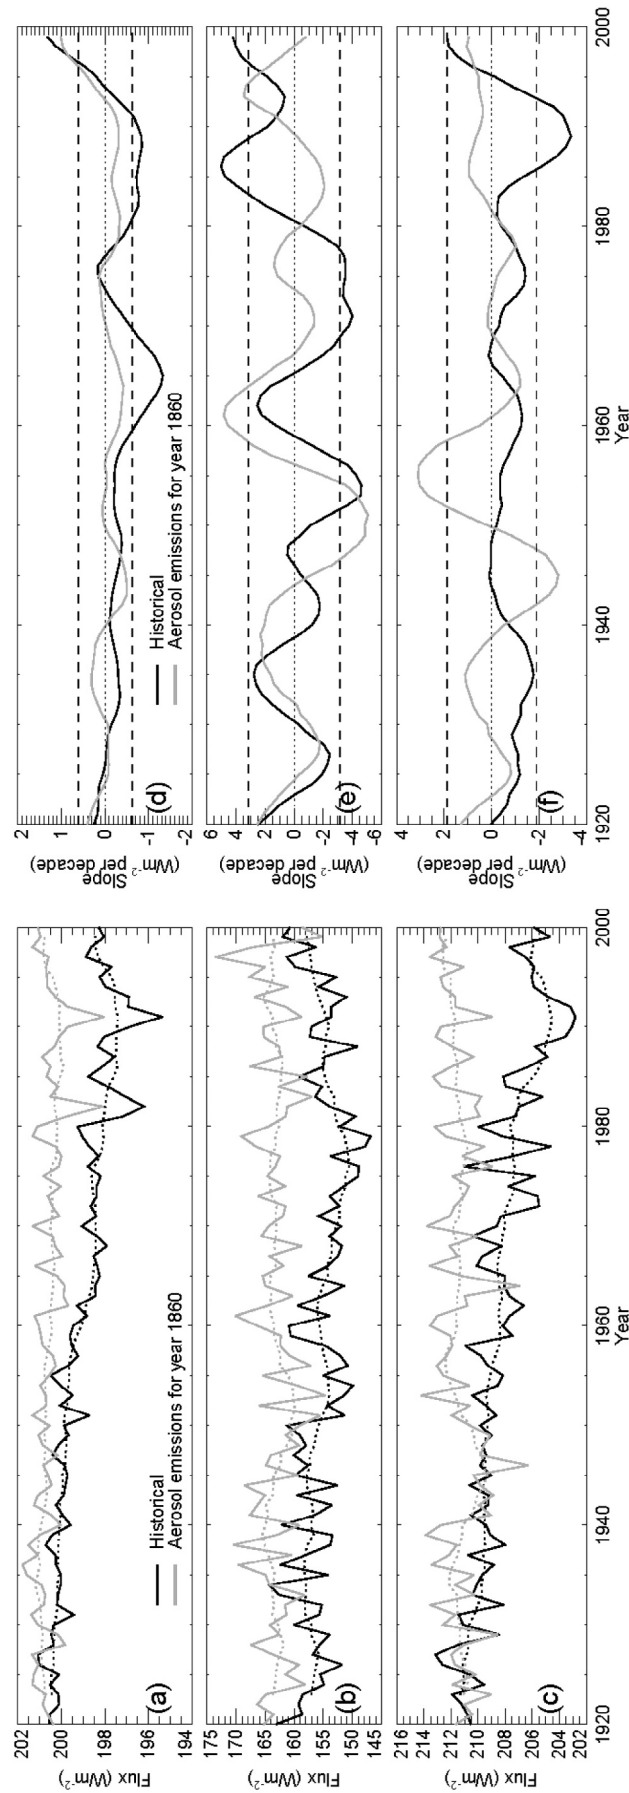 202
200
198
196
194
Flux (Wm-2)
(a)
Historical
Aerosol emissions for year 1860
175
170
165
160
155
150
145
Flux (Wm-2)
(b)
216
214
212
210
208
206
204
202
Flux (Wm-2)
(c)
1920
1940
1960
1980
2000
Year
2
1
0
-1
-2
Slope
(Wm-2 per decade)
(d)
Historical
Aerosol emissions for year 1860
6
4
2
0
-2
-4
-6
Slope
(Wm-2 per decade)
(e)
4
2
0
-2
-4
Slope
(Wm-2 per decade)
(f)
1920
1940
1960
1980
2000
Year